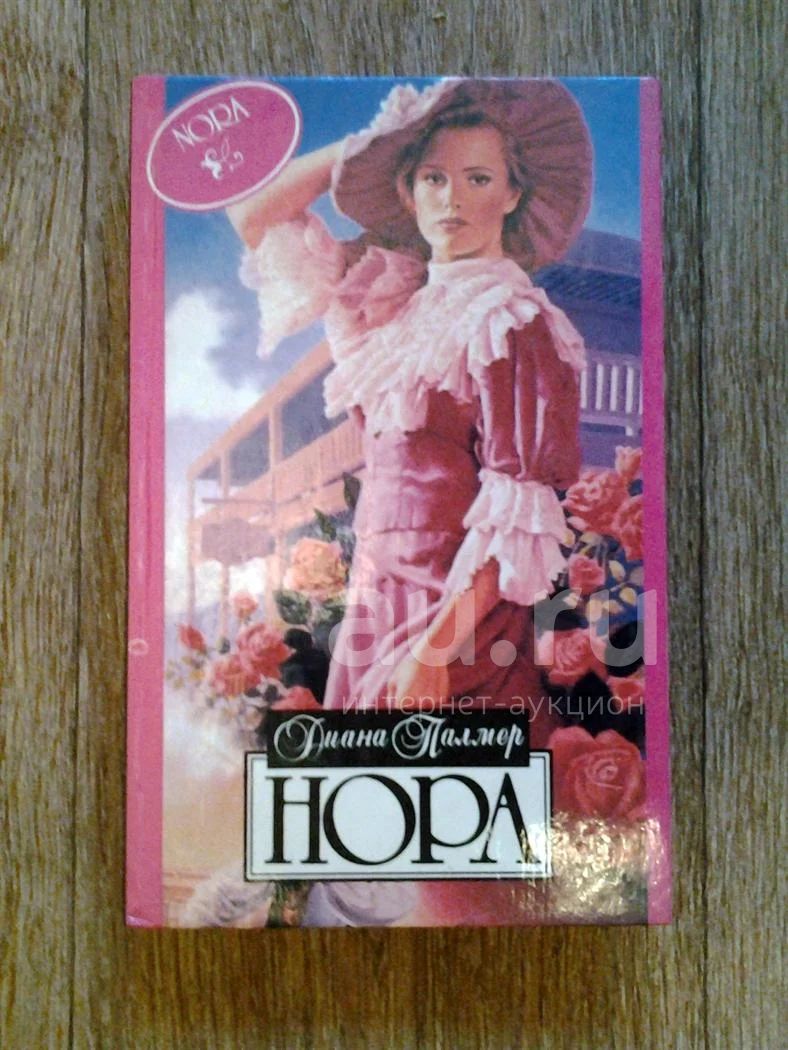 NORA
au.ru
интернет-аукцион
Диана Палмер
НОРА